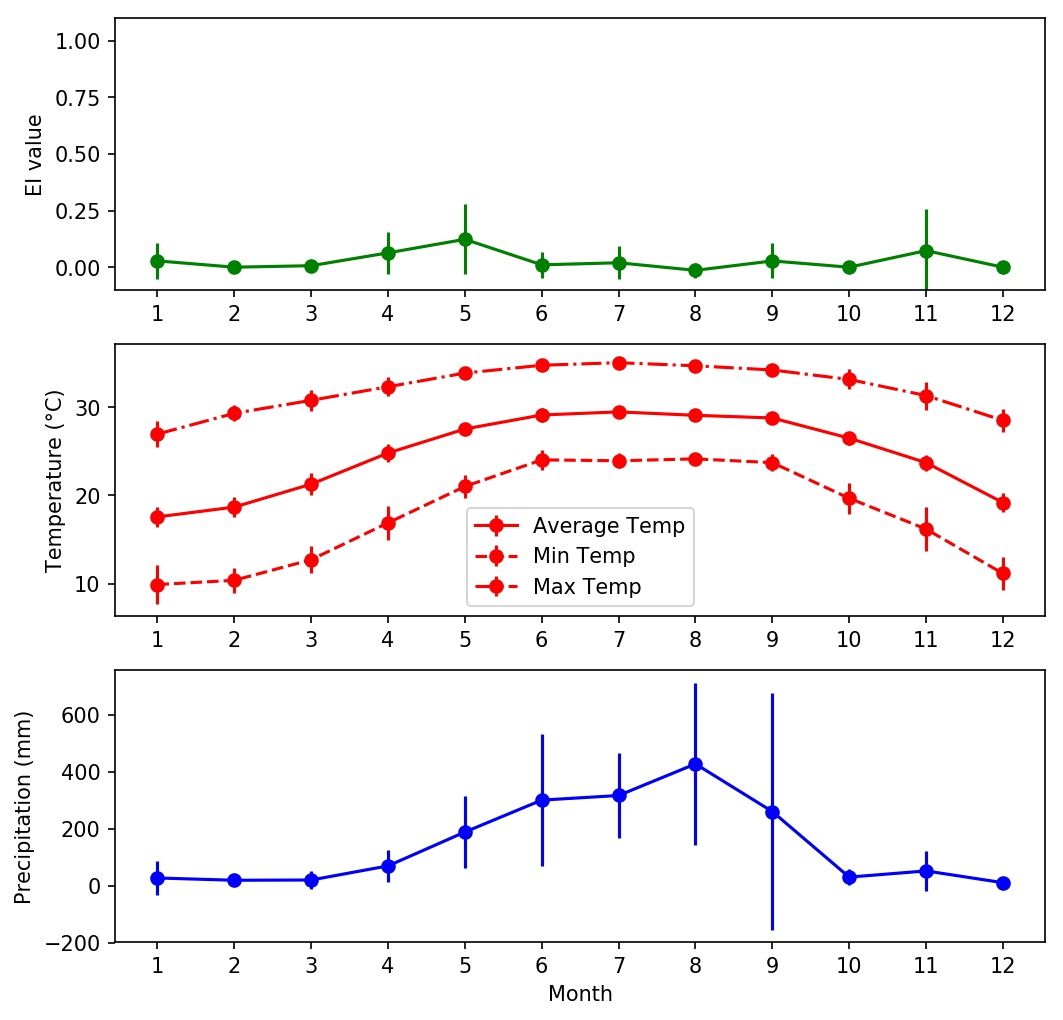 EI value
1.00
0.75
0.50
0.25
0.00
1 2 3 4 5 6 7 8 9 10 11 12
Temperature (°C)
30
20
10
Average Temp
Min Temp
Max Temp
1 2 3 4 5 6 7 8 9 10 11 12
Precipitation (mm)
600
400
200
0
−200
1 2 3 4 5 6 7 8 9 10 11 12
Month